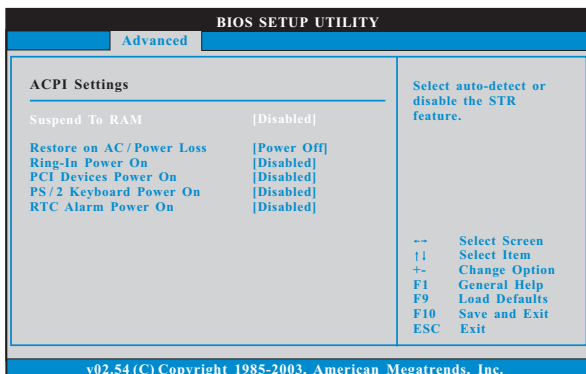 BIOS SETUP UTILITY
Advanced
ACPI Settings
Suspend To RAM [Disabled]
Restore on AC / Power Loss [Power Off]
Ring-In Power On [Disabled]
PCI Devices Power On [Disabled]
PS / 2 Keyboard Power On [Disabled]
RTC Alarm Power On [Disabled]
Select auto-detect or
disable the STR
feature.
←→ Select Screen
↑↓ Select Item
+- Change Option
F1 General Help
F9 Load Defaults
F10 Save and Exit
ESC Exit
v02.54 (C) Copyright 1985-2003, American Megatrends, Inc.